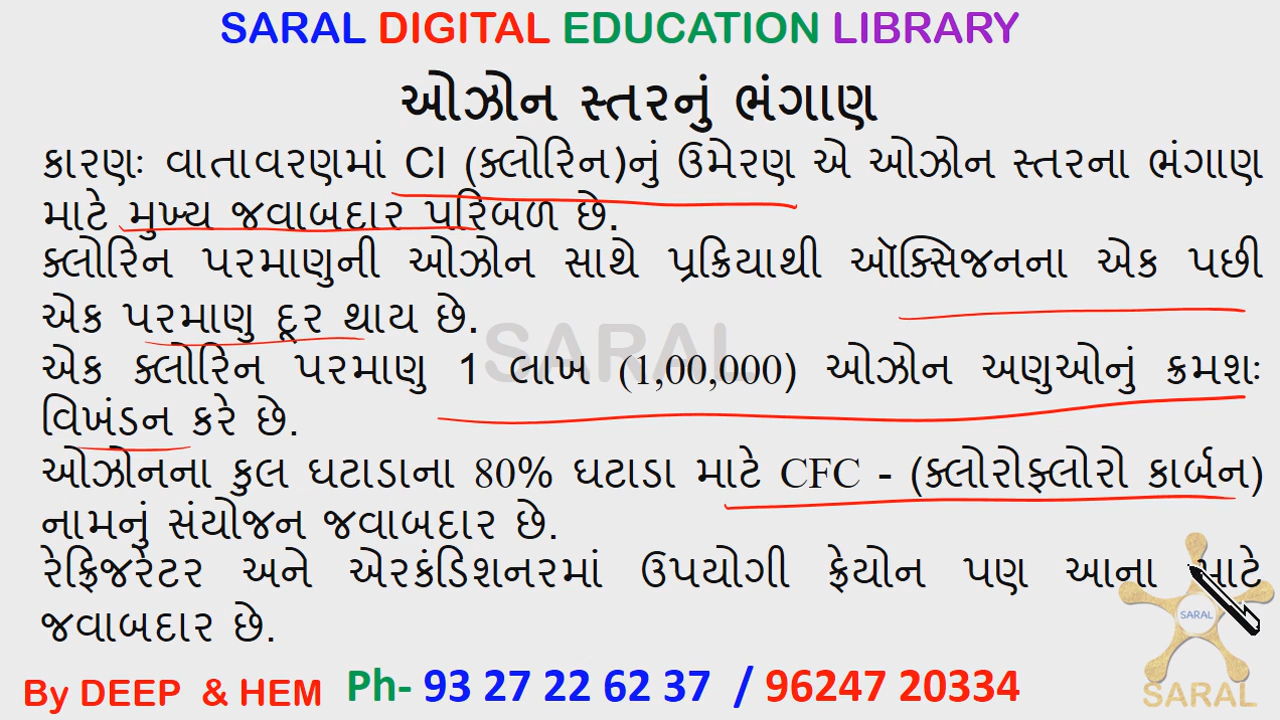 SARAL DIGITAL EDUCATION LIBRARY
ઓઝોન સ્તરનું ભંગાણ
કારણઃ વાતાવરણમાં Cl (ક્લોરિન)નું ઉમેરણ એ ઓઝોન સ્તરના ભંગાણ
માટે મુખ્ય જવાબદાર પરિબળ છે.
ક્લોરિન પરમાણુની ઓઝોન સાથે પ્રક્રિયાથી ઑક્સિજનના એક પછી
એક પરમાણુ દૂર થાય છે.
SARAL
એક ક્લોરિન પરમાણુ 1 લાખ (1,00,000) ઓઝોન અણુઓનું ક્રમશઃ
વિખંડન કરે છે.
ઓઝોનના કુલ ઘટાડાના 80% ઘટાડા માટે CFC - (ક્લોરોફ્લોરો કાર્બન)
નામનું સંયોજન જવાબદાર છે.
રેફ્રિજરેટર અને એરકંડિશનરમાં ઉપયોગી ફ્રેયોન પણ આના માટે
જવાબદાર છે.
SARAL
SARAL
By DEEP & HEM Ph- 93 27 22 62 37 / 96247 20334